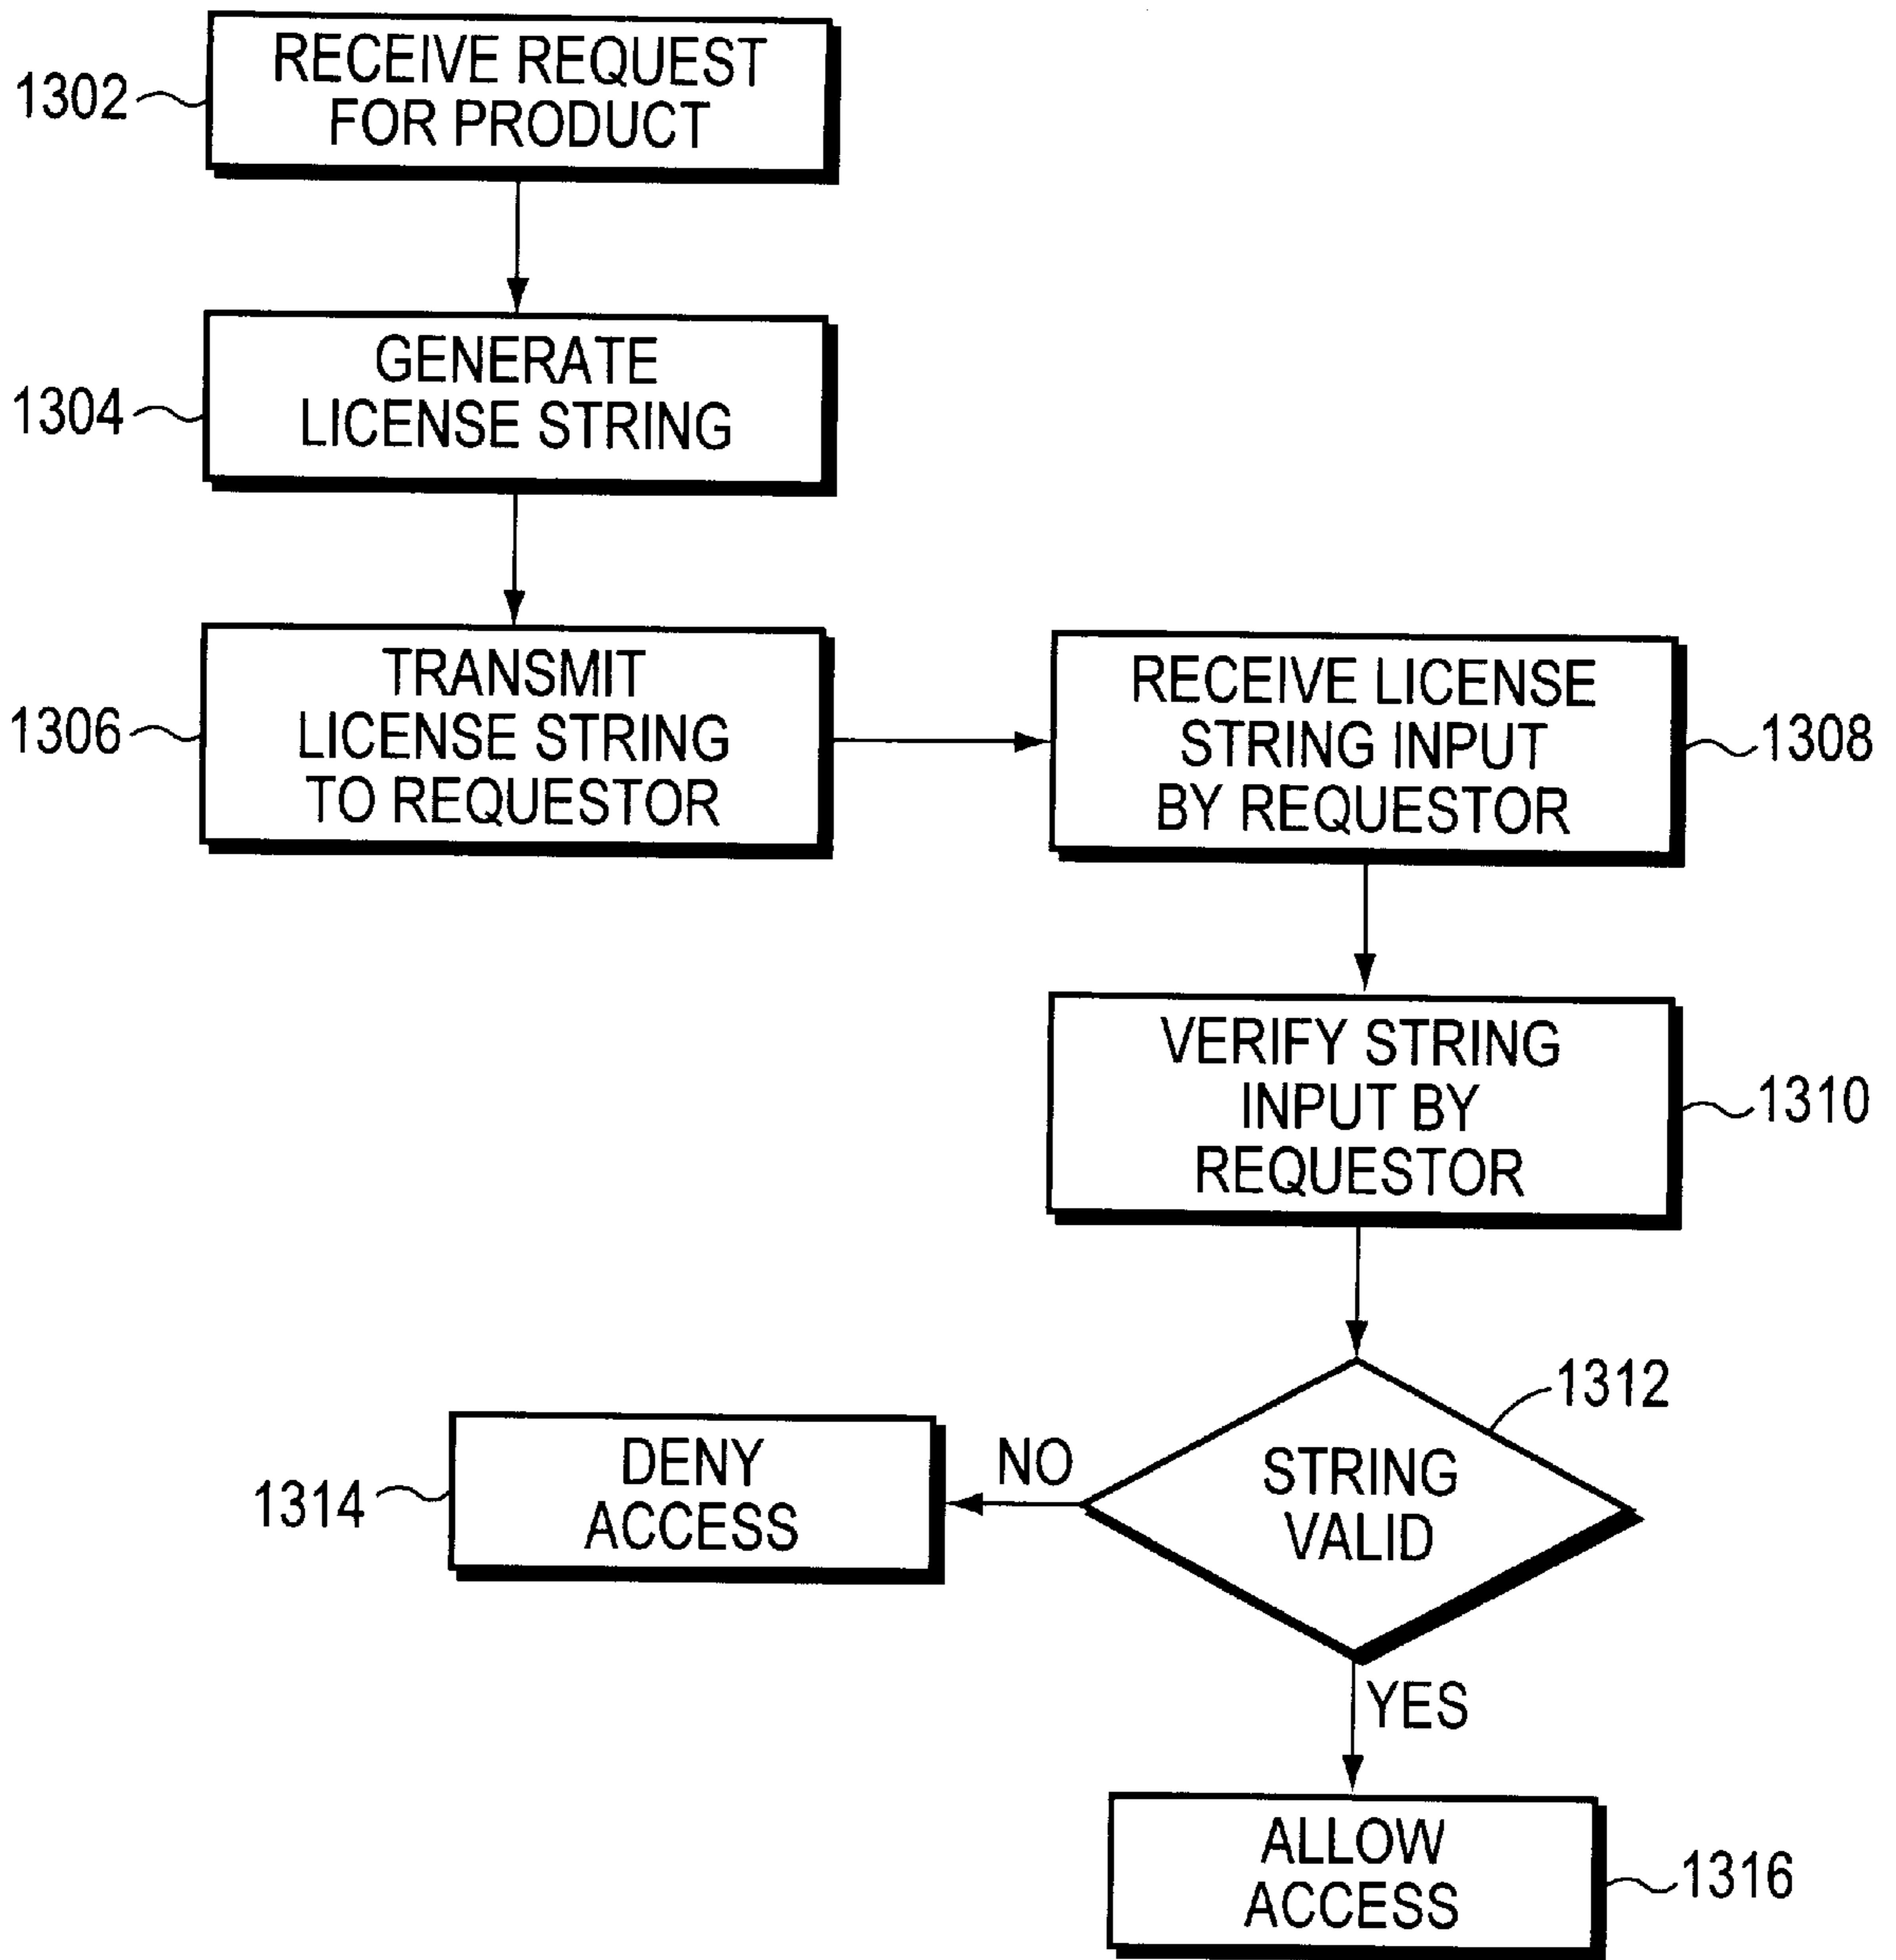 1302
RECEIVE REQUEST
FOR PRODUCT
1304
GENERATE
LICENSE STRING
1306
TRANSMIT
LICENSE STRING
TO REQUESTOR
RECEIVE LICENSE
STRING INPUT
BY REQUESTOR
1308
VERIFY STRING
INPUT BY
REQUESTOR
1310
1312
STRING
VALID
NO
DENY
ACCESS
1314
YES
ALLOW
ACCESS
1316